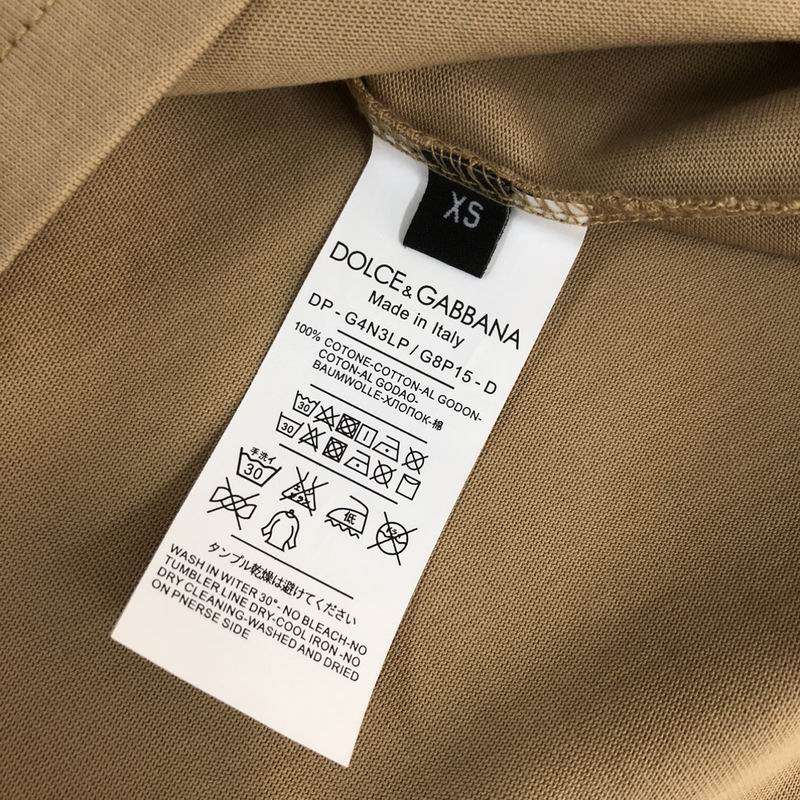 XS
DOLCE & GABBANA
Made in Italy
DP - G4N3LP / G8P15 - D
100% COTONE-COTTON-AL GODON-
COTON-AL GODAO-
BAUMWOLLE-ХЛОПОК-棉
30
30
手洗イ
30
低
タンブル乾燥は避けてください
WASH IN WITER 30°- NO BLEACH-NO
TUMBLER LINE DRY-COOL IRON -NO
DRY CLEANING-WASHED AND DRIED
ON PNERSE SIDE